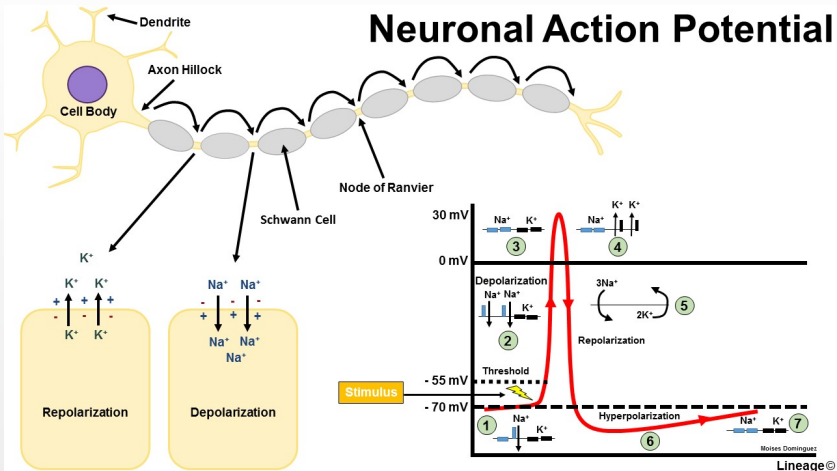 Neuronal Action Potential
Dendrite
Axon Hillock
Cell Body
Node of Ranvier
Schwann Cell
K⁺
K⁺ K⁺
+ + +
- - -
K⁺ K⁺
Repolarization
Na⁺ Na⁺
- - -
+ + +
Na⁺ Na⁺
Na⁺
Depolarization
30 mV
Na⁺ K⁺
3
K⁺ K⁺
Na⁺
4
0 mV
Depolarization
Na⁺ Na⁺
K⁺
2
3Na⁺
2K⁺
5
Repolarization
Threshold
- 55 mV
Stimulus
- 70 mV
1
Na⁺
K⁺
Hyperpolarization
6
Na⁺ K⁺
7
Moises Dominguez
Lineage©